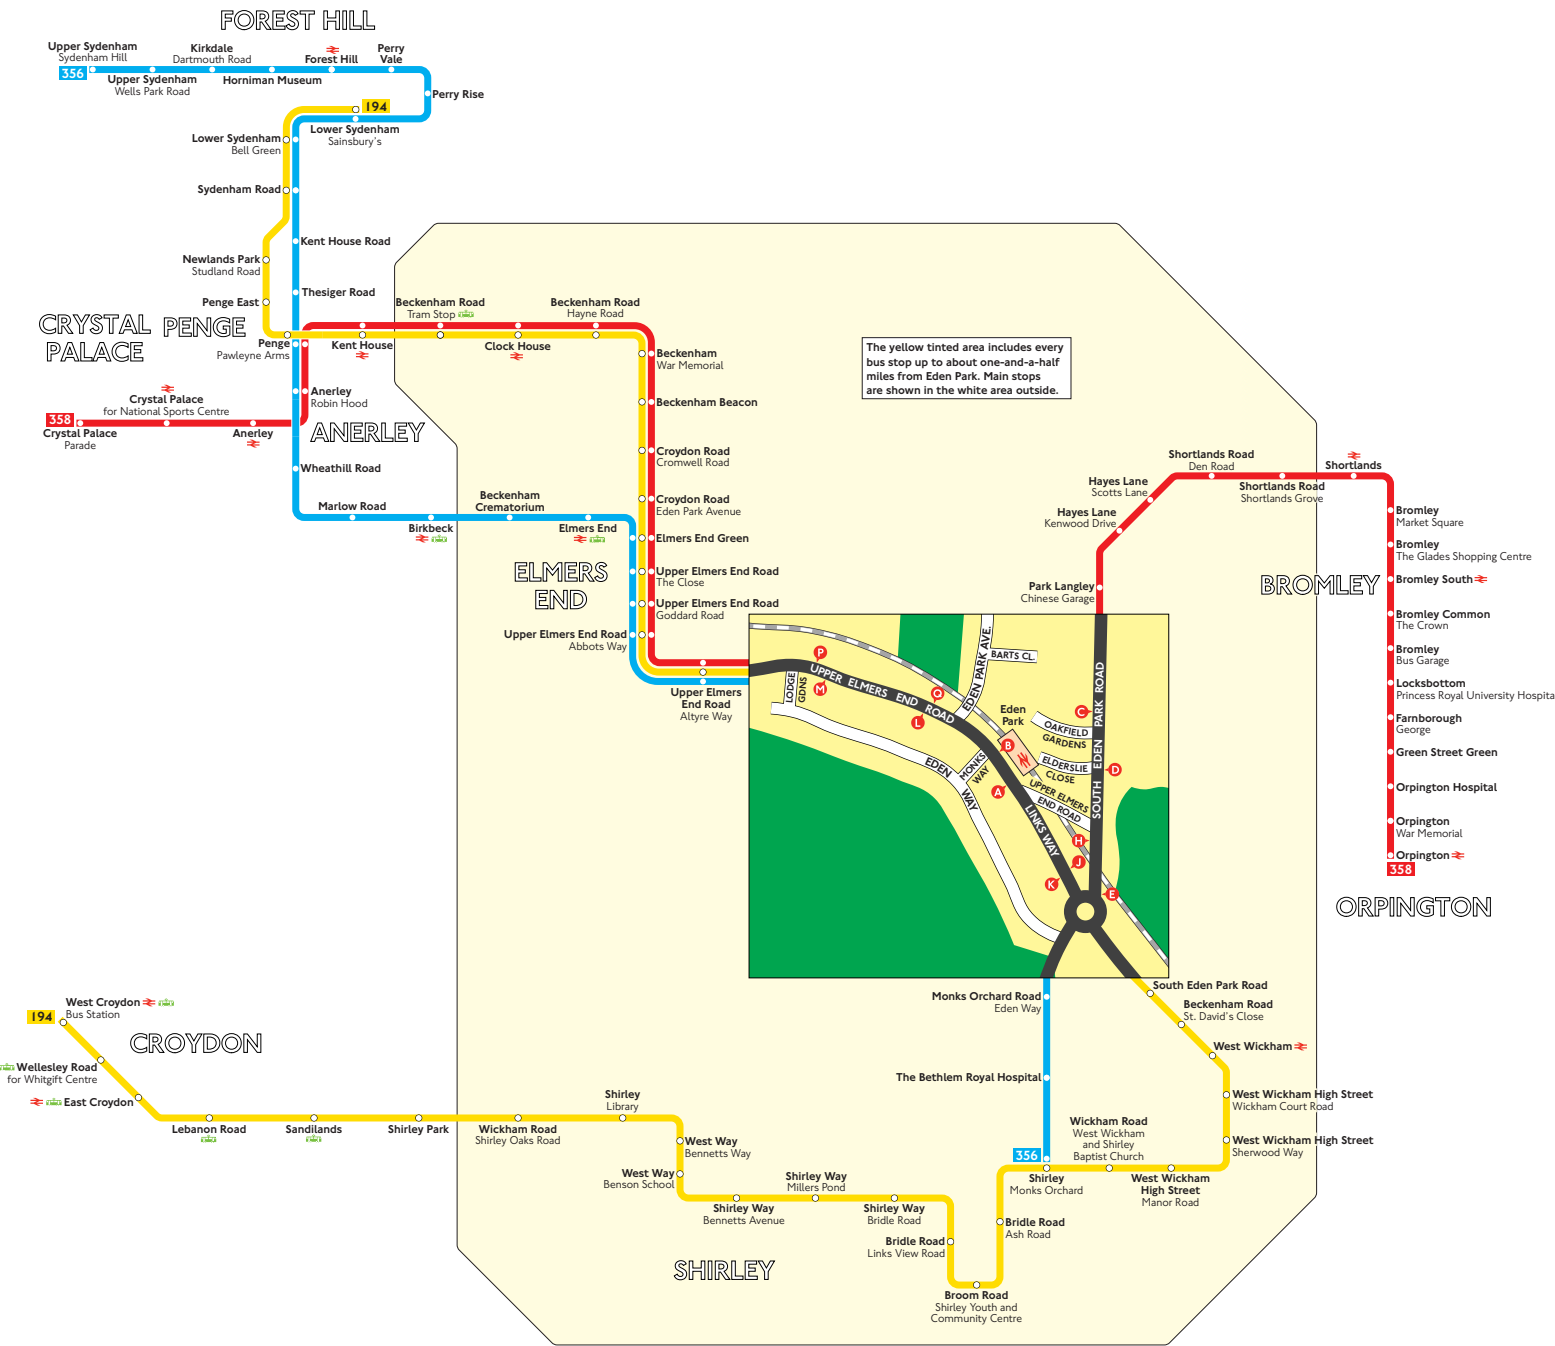 FOREST HILL
Upper Sydenham
Sydenham Hill
356
Upper Sydenham
Wells Park Road
Kirkdale
Dartmouth Road
Horniman Museum
Forest Hill
Perry
Vale
Perry Rise
194
Lower Sydenham
Sainsbury's
Lower Sydenham
Bell Green
Sydenham Road
Kent House Road
Newlands Park
Studland Road
Thesiger Road
Penge East
CRYSTAL
PALACE
PENGE
Penge
Pawleyne Arms
Kent House
Beckenham Road
Tram Stop
Clock House
Beckenham Road
Hayne Road
Beckenham
War Memorial
Beckenham Beacon
Croydon Road
Cromwell Road
Croydon Road
Eden Park Avenue
Elmers End Green
Upper Elmers End Road
The Close
Upper Elmers End Road
Goddard Road
Upper Elmers End Road
Abbots Way
Upper Elmers
End Road
Altyre Way
Anerley
Robin Hood
ANERLEY
Crystal Palace
for National Sports Centre
358
Crystal Palace
Parade
Anerley
Wheathill Road
Marlow Road
Birkbeck
Beckenham
Crematorium
Elmers End
ELMERS
END
The yellow tinted area includes every
bus stop up to about one-and-a-half
miles from Eden Park. Main stops
are shown in the white area outside.
Shortlands Road
Den Road
Shortlands
Hayes Lane
Scotts Lane
Shortlands Road
Shortlands Grove
Hayes Lane
Kenwood Drive
Park Langley
Chinese Garage
BROMLEY
Bromley
Market Square
Bromley
The Glades Shopping Centre
Bromley South
Bromley Common
The Crown
Bromley
Bus Garage
Locksbottom
Princess Royal University Hospita
Farnborough
George
Green Street Green
Orpington Hospital
Orpington
War Memorial
Orpington
358
ORPINGTON
P
M
LODGE
GDNS
UPPER ELMERS END ROAD
Q
L
EDEN PARK AVE.
BARTS CL.
Eden
Park
B
C
OAKFIELD
GARDENS
ELDERSLIE
CLOSE
D
SOUTH EDEN PARK ROAD
MONKS
WAY
EDEN
WAY
A
UPPER ELMERS
END ROAD
LINKS WAY
H
J
K
E
Monks Orchard Road
Eden Way
The Bethlem Royal Hospital
South Eden Park Road
Beckenham Road
St. David's Close
West Wickham
West Wickham High Street
Wickham Court Road
West Wickham High Street
Sherwood Way
West Wickham
High Street
Manor Road
Wickham Road
West Wickham
and Shirley
Baptist Church
356
Shirley
Monks Orchard
Bridle Road
Ash Road
Broom Road
Shirley Youth and
Community Centre
Bridle Road
Links View Road
Shirley Way
Bridle Road
Shirley Way
Millers Pond
Shirley Way
Bennetts Avenue
SHIRLEY
West Way
Benson School
West Way
Bennetts Way
Shirley
Library
Wickham Road
Shirley Oaks Road
Shirley Park
Sandilands
Lebanon Road
East Croydon
Wellesley Road
for Whitgift Centre
194
West Croydon
Bus Station
CROYDON